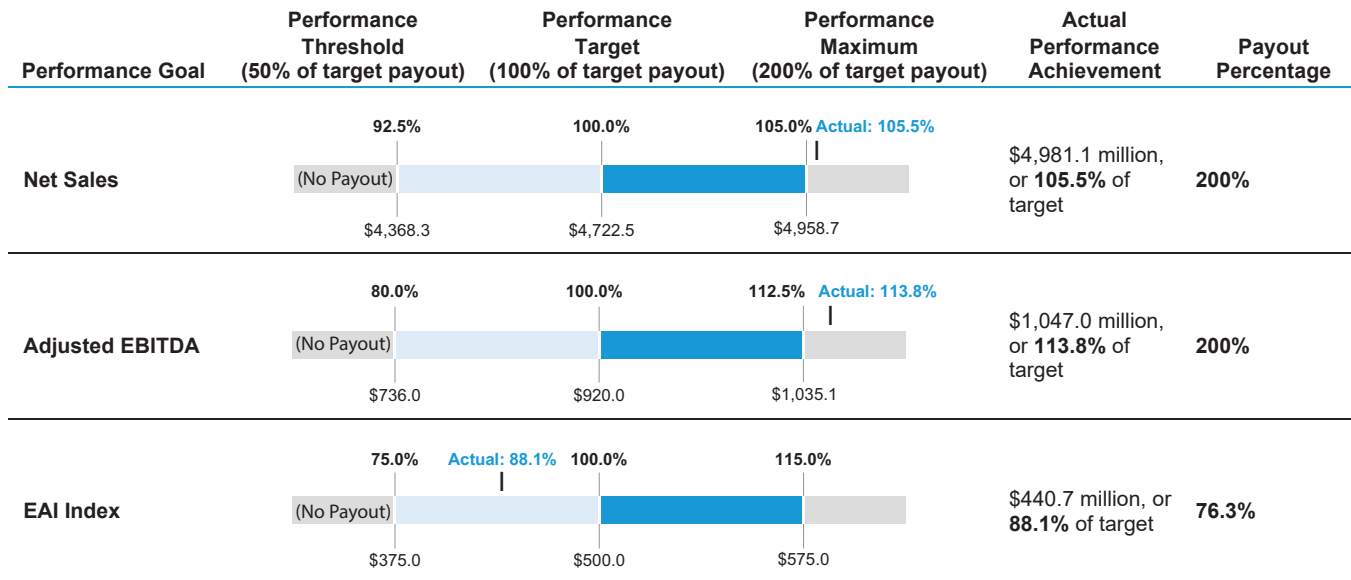 Performance Goal
Performance
Threshold
(50% of target payout)
Performance
Target
(100% of target payout)
Performance
Maximum
(200% of target payout)
Actual
Performance
Achievement
Payout
Percentage
92.5%
100.0%
105.0% Actual: 105.5%
Net Sales
(No Payout)
$4,368.3
$4,722.5
$4,958.7
$4,981.1 million,
or 105.5% of
target
200%
80.0%
100.0%
112.5% Actual: 113.8%
Adjusted EBITDA
(No Payout)
$736.0
$920.0
$1,035.1
$1,047.0 million,
or 113.8% of
target
200%
75.0%
Actual: 88.1%
100.0%
115.0%
EAI Index
(No Payout)
$375.0
$500.0
$575.0
$440.7 million, or
88.1% of target
76.3%